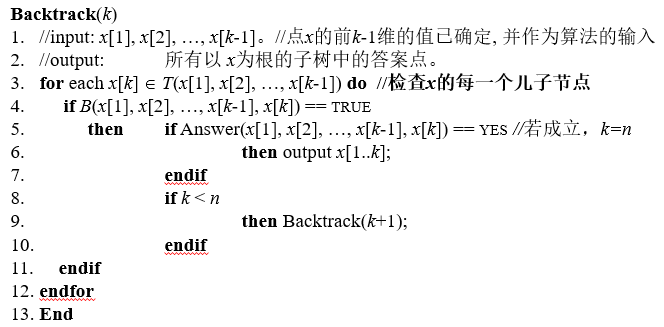 Backtrack(k)
1. //input: x[1], x[2], …, x[k-1]。//点x的前k-1维的值已确定, 并作为算法的输入
2. //output: 所有以 x为根的子树中的答案点。
3. for each x[k] ∈ T(x[1], x[2], …, x[k-1]) do //检查x的每一个儿子节点
4. if B(x[1], x[2], …, x[k-1], x[k]) == TRUE
5. then if Answer(x[1], x[2], …, x[k-1], x[k]) == YES //若成立，k=n
6. then output x[1..k];
7. endif
8. if k < n
9. then Backtrack(k+1);
10. endif
11. endif
12. endfor
13. End